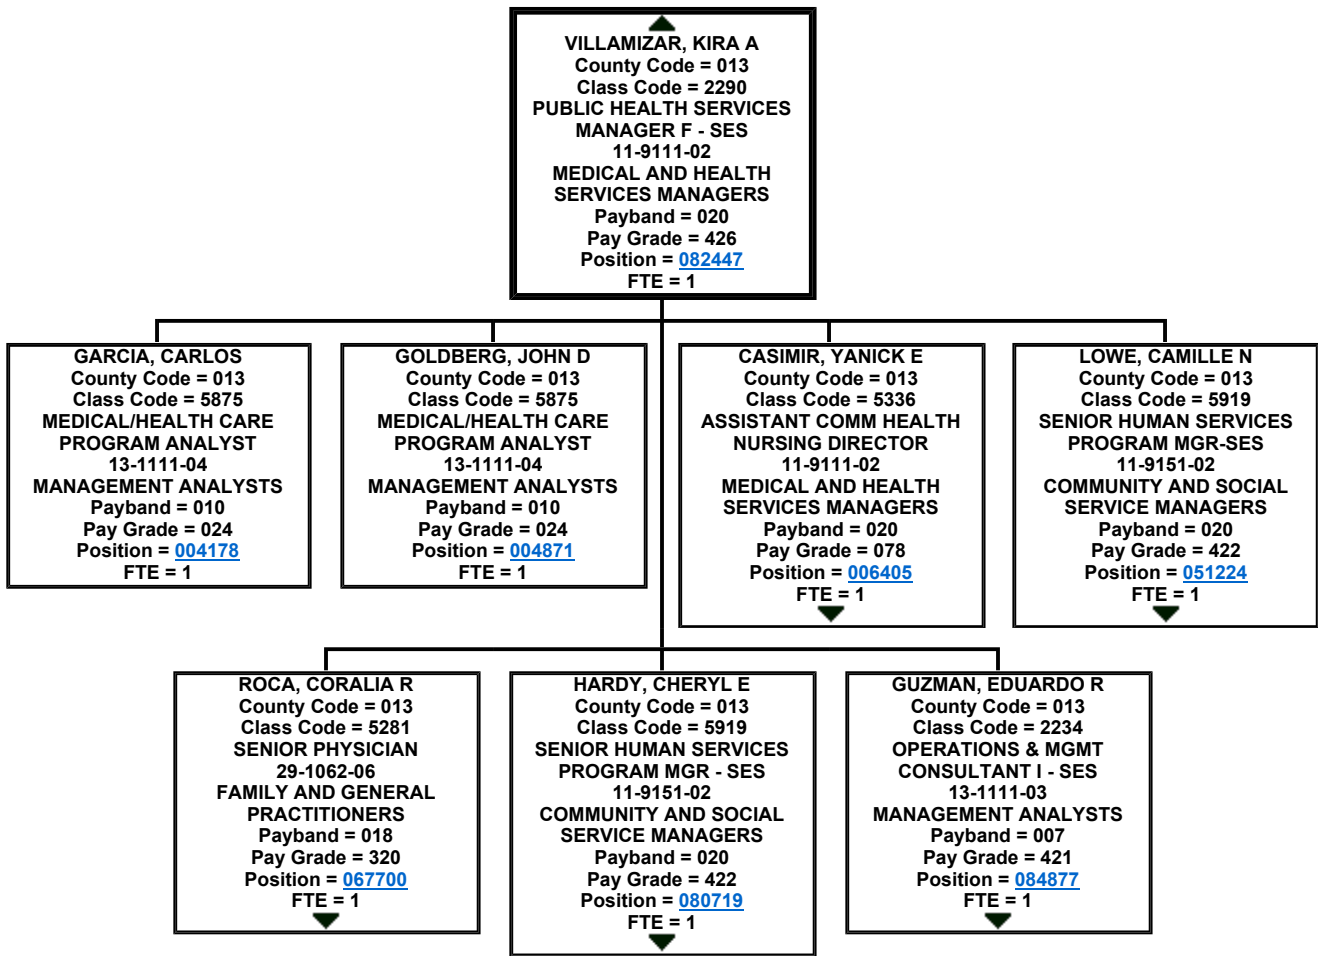 VILLAMIZAR, KIRA A
County Code = 013
Class Code = 2290
PUBLIC HEALTH SERVICES
MANAGER F - SES
11-9111-02
MEDICAL AND HEALTH
SERVICES MANAGERS
Payband = 020
Pay Grade = 426
Position = 082447
FTE = 1
GARCIA, CARLOS
County Code = 013
Class Code = 5875
MEDICAL/HEALTH CARE
PROGRAM ANALYST
13-1111-04
MANAGEMENT ANALYSTS
Payband = 010
Pay Grade = 024
Position = 004178
FTE = 1
GOLDBERG, JOHN D
County Code = 013
Class Code = 5875
MEDICAL/HEALTH CARE
PROGRAM ANALYST
13-1111-04
MANAGEMENT ANALYSTS
Payband = 010
Pay Grade = 024
Position = 004871
FTE = 1
CASIMIR, YANICK E
County Code = 013
Class Code = 5336
ASSISTANT COMM HEALTH
NURSING DIRECTOR
11-9111-02
MEDICAL AND HEALTH
SERVICES MANAGERS
Payband = 020
Pay Grade = 078
Position = 006405
FTE = 1
LOWE, CAMILLE N
County Code = 013
Class Code = 5919
SENIOR HUMAN SERVICES
PROGRAM MGR-SES
11-9151-02
COMMUNITY AND SOCIAL
SERVICE MANAGERS
Payband = 020
Pay Grade = 422
Position = 051224
FTE = 1
ROCA, CORALIA R
County Code = 013
Class Code = 5281
SENIOR PHYSICIAN
29-1062-06
FAMILY AND GENERAL
PRACTITIONERS
Payband = 018
Pay Grade = 320
Position = 067700
FTE = 1
HARDY, CHERYL E
County Code = 013
Class Code = 5919
SENIOR HUMAN SERVICES
PROGRAM MGR - SES
11-9151-02
COMMUNITY AND SOCIAL
SERVICE MANAGERS
Payband = 020
Pay Grade = 422
Position = 080719
FTE = 1
GUZMAN, EDUARDO R
County Code = 013
Class Code = 2234
OPERATIONS & MGMT
CONSULTANT I - SES
13-1111-03
MANAGEMENT ANALYSTS
Payband = 007
Pay Grade = 421
Position = 084877
FTE = 1